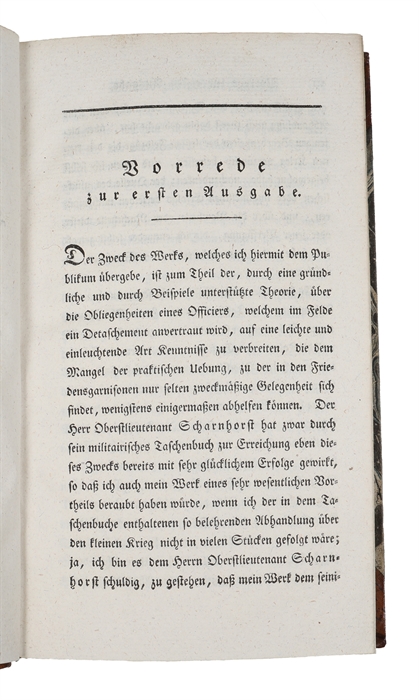 Vorrede
zur ersten Ausgabe.
Der Zweck des Werks, welches ich hiermit dem Pu-
blikum übergebe, ist zum Theil der, durch eine gründ-
liche und durch Beispiele unterstützte Theorie, über
die Obliegenheiten eines Officiers, welchem im Felde
ein Detaschement anvertraut wird, auf eine leichte und
einleuchtende Art Kenntnisse zu verbreiten, die dem
Mangel der praktischen Uebung, zu der in den Frie-
densgarnisonen nur selten zweckmäßige Gelegenheit sich
findet, wenigstens einigermaßen abhelfen können. Der
Herr Oberstlieutenant Scharnhorst hat zwar durch
sein militairisches Taschenbuch zur Erreichung eben die-
ses Zwecks bereits mit sehr glücklichem Erfolge gewirkt,
so daß ich auch mein Werk eines sehr wesentlichen Vor-
theils beraubt haben würde, wenn ich der in dem Ta-
schenbuche enthaltenen so belehrenden Abhandlung über
den kleinen Krieg nicht in vielen Stücken gefolgt wäre;
ja, ich bin es dem Herrn Oberstlieutenant Scharn-
horst schuldig, zu gestehen, daß mein Werk dem seini-